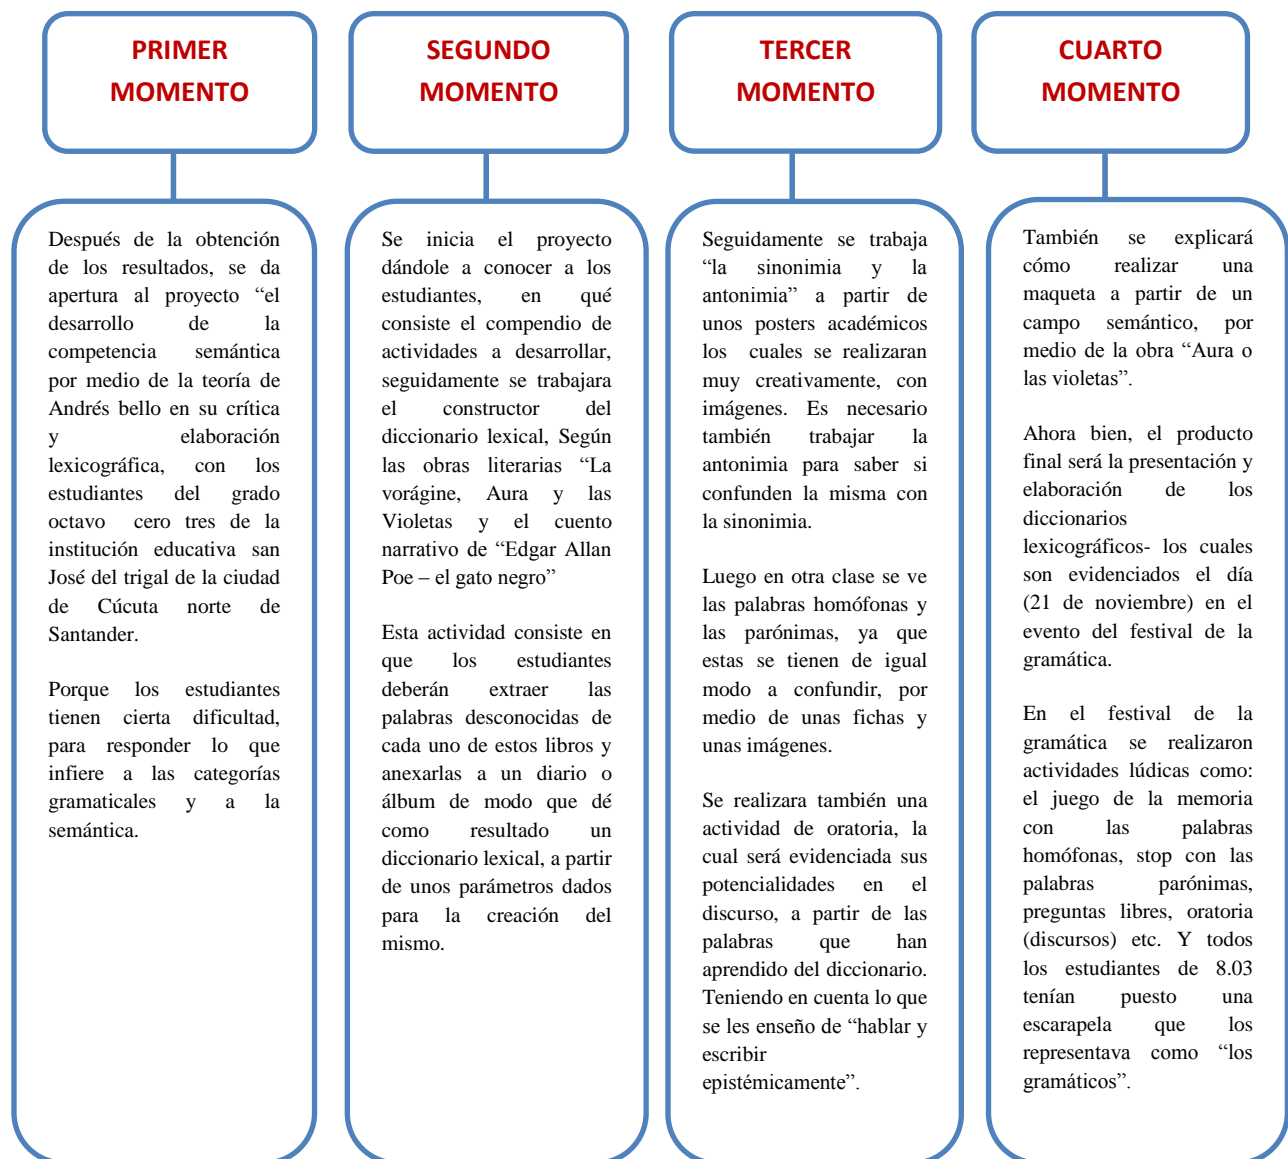 PRIMER
MOMENTO
Después de la obtención
de los resultados, se da
apertura al proyecto “el
desarrollo de la
competencia semántica
por medio de la teoría de
Andrés bello en su crítica
y elaboración
lexicográfica, con los
estudiantes del grado
octavo cero tres de la
institución educativa san
José del trigal de la ciudad
de Cúcuta norte de
Santander.
Porque los estudiantes
tienen cierta dificultad,
para responder lo que
infiere a las categorías
gramaticales y a la
semántica.
SEGUNDO
MOMENTO
Se inicia el proyecto
dándole a conocer a los
estudiantes, en qué
consiste el compendio de
actividades a desarrollar,
seguidamente se trabajara
el constructor del
diccionario lexical, Según
las obras literarias “La
vorágine, Aura y las
Violetas y el cuento
narrativo de “Edgar Allan
Poe – el gato negro”
Esta actividad consiste en
que los estudiantes
deberán extraer las
palabras desconocidas de
cada uno de estos libros y
anexarlas a un diario o
álbum de modo que dé
como resultado un
diccionario lexical, a partir
de unos parámetros dados
para la creación del
mismo.
TERCER
MOMENTO
Seguidamente se trabaja
“la sinonimia y la
antonimia” a partir de
unos posters académicos
los cuales se realizaran
muy creativamente, con
imágenes. Es necesario
también trabajar la
antonimia para saber si
confunden la misma con
la sinonimia.
Luego en otra clase se ve
las palabras homófonas y
las parónimas, ya que
estas se tienen de igual
modo a confundir, por
medio de unas fichas y
unas imágenes.
Se realizara también una
actividad de oratoria, la
cual será evidenciada sus
potencialidades en el
discurso, a partir de las
palabras que han
aprendido del diccionario.
Teniendo en cuenta lo que
se les enseño de “hablar y
escribir
epistémicamente”.
CUARTO
MOMENTO
También se explicará
cómo realizar una
maqueta a partir de un
campo semántico, por
medio de la obra “Aura o
las violetas”.
Ahora bien, el producto
final será la presentación y
elaboración de los
diccionarios
lexicográficos- los cuales
son evidenciados el día
(21 de noviembre) en el
evento del festival de la
gramática.
En el festival de la
gramática se realizaron
actividades lúdicas como:
el juego de la memoria
con las palabras
homófonas, stop con las
palabras parónimas,
preguntas libres, oratoria
(discursos) etc. Y todos
los estudiantes de 8.03
tenían puesto una
escarapela que los
representava como “los
gramáticos”.